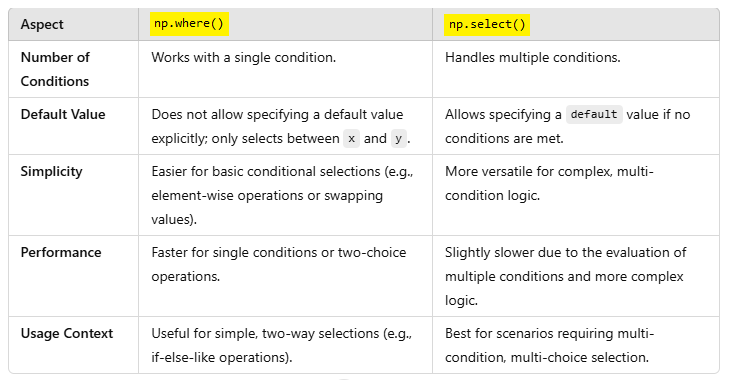 Aspect np.where() np.select()
Number of Works with a single condition. Handles multiple conditions.
Conditions
Default Value Does not allow specifying a default value Allows specifying a default value if no
explicitly; only selects between x and y . conditions are met.
Simplicity Easier for basic conditional selections (e.g., More versatile for complex, multi-
element-wise operations or swapping condition logic.
values).
Performance Faster for single conditions or two-choice Slightly slower due to the evaluation of
operations. multiple conditions and more complex
logic.
Usage Context Useful for simple, two-way selections (e.g., Best for scenarios requiring multi-
if-else-like operations). condition, multi-choice selection.